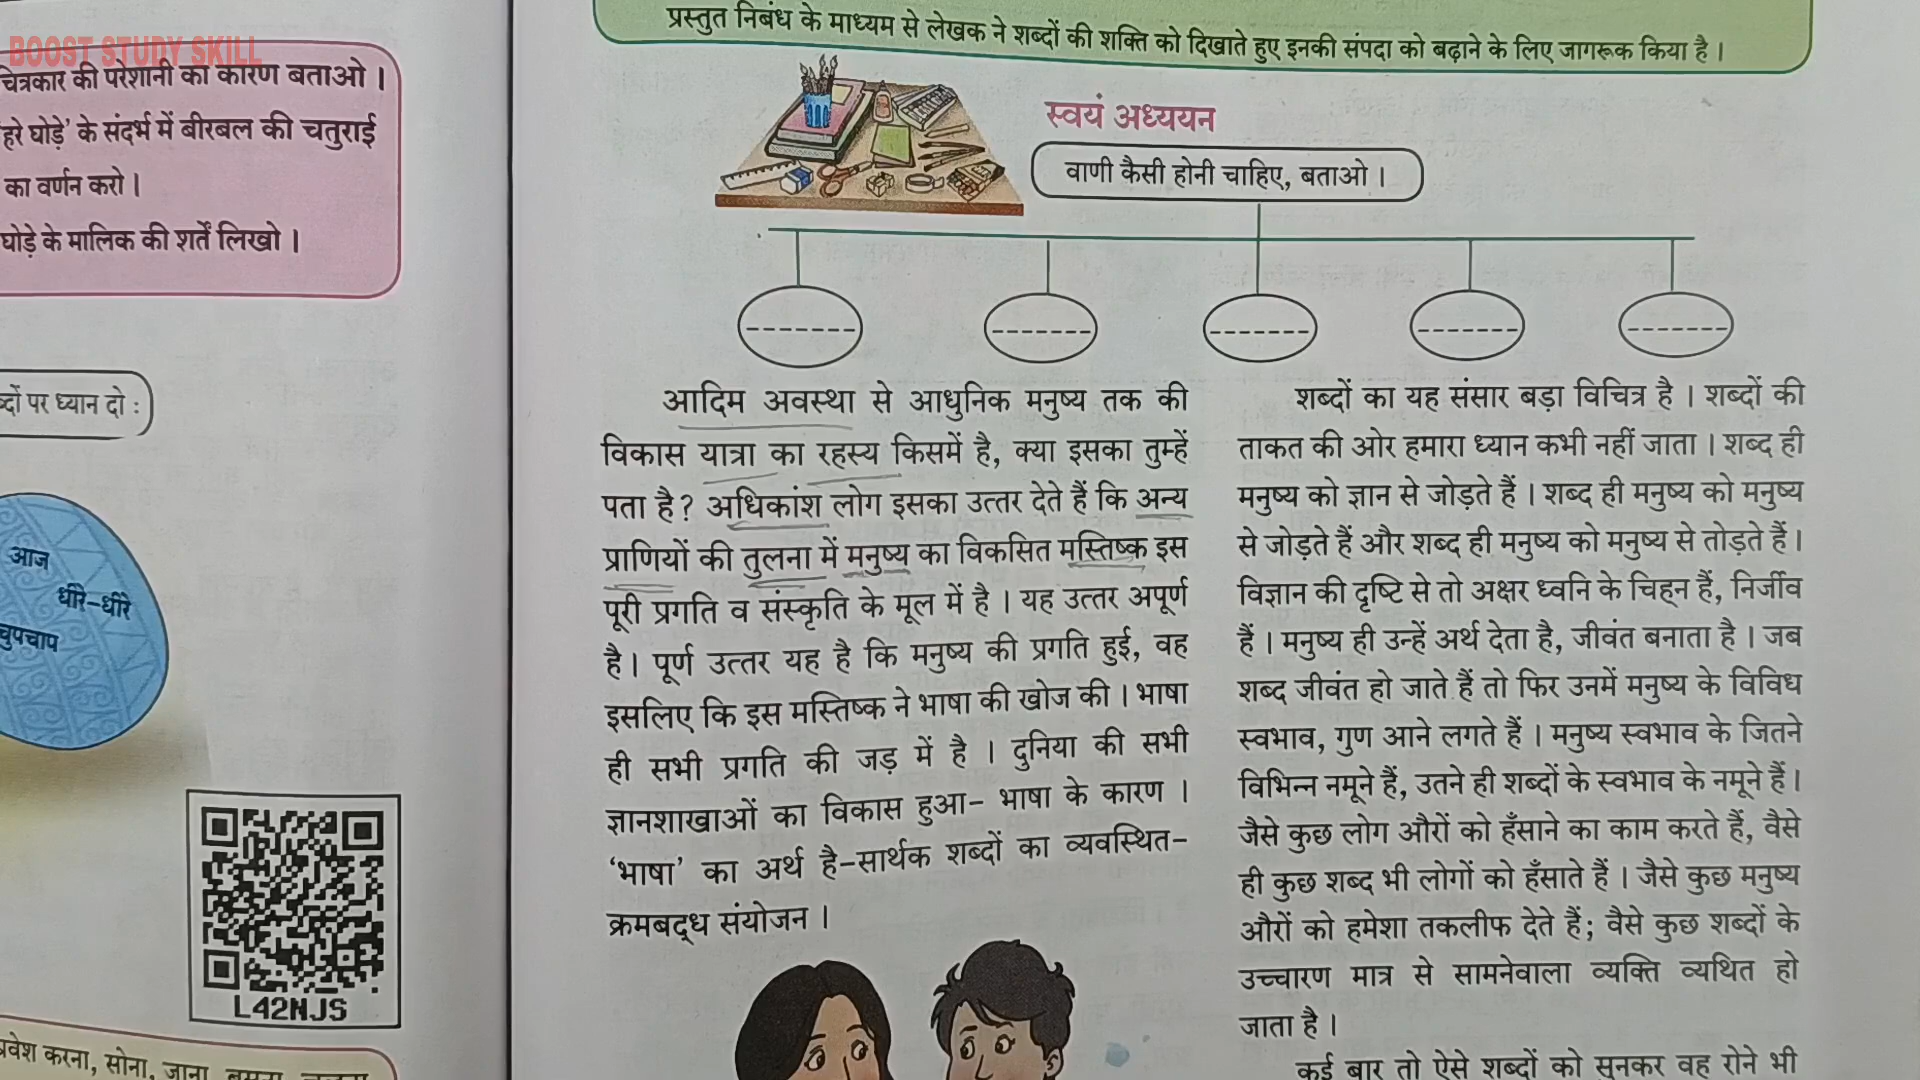 BOOST STUDY SKILL
चित्रकार की परेशानी का कारण बताओ ।
हरे घोड़े' के संदर्भ में बीरबल की चतुराई
का वर्णन करो ।
घोड़े के मालिक की शर्तें लिखो ।
पर ध्यान दो :
आज
धीरे-धीरे
चुपचाप
L42NJS
करना, सोना, जाना,
प्रस्तुत निबंध के माध्यम से लेखक ने शब्दों की शक्ति को दिखाते हुए इनकी संपदा को बढ़ाने के लिए जागरूक किया है ।
स्वयं अध्ययन
वाणी कैसी होनी चाहिए, बताओ ।
आदिम अवस्था से आधुनिक मनुष्य तक की
विकास यात्रा का रहस्य किसमें है, क्या इसका तुम्हें
पता है? अधिकांश लोग इसका उत्तर देते हैं कि अन्य
प्राणियों की तुलना में मनुष्य का विकसित मस्तिष्क इस
पूरी प्रगति व संस्कृति के मूल में है । यह उत्तर अपूर्ण
है। पूर्ण उत्तर यह है कि मनुष्य की प्रगति हुई, वह
इसलिए कि इस मस्तिष्क ने भाषा की खोज की । भाषा
ही सभी प्रगति की जड़ में है । दुनिया की सभी
ज्ञानशाखाओं का विकास हुआ- भाषा के कारण ।
'भाषा' का अर्थ है-सार्थक शब्दों का व्यवस्थित-
क्रमबद्ध संयोजन ।
शब्दों का यह संसार बड़ा विचित्र है । शब्दों की
ताकत की ओर हमारा ध्यान कभी नहीं जाता । शब्द ही
मनुष्य को ज्ञान से जोड़ते हैं । शब्द ही मनुष्य को मनुष्य
से जोड़ते हैं और शब्द ही मनुष्य को मनुष्य से तोड़ते हैं ।
विज्ञान की दृष्टि से तो अक्षर ध्वनि के चिह्न हैं, निर्जीव
हैं । मनुष्य ही उन्हें अर्थ देता है, जीवंत बनाता है । जब
शब्द जीवंत हो जाते हैं तो फिर उनमें मनुष्य के विविध
स्वभाव, गुण आने लगते हैं । मनुष्य स्वभाव के जितने
विभिन्न नमूने हैं, उतने ही शब्दों के स्वभाव के नमूने हैं ।
जैसे कुछ लोग औरों को हँसाने का काम करते हैं, वैसे
ही कुछ शब्द भी लोगों को हँसाते हैं । जैसे कुछ मनुष्य
औरों को हमेशा तकलीफ देते हैं; वैसे कुछ शब्दों के
उच्चारण मात्र से सामनेवाला व्यक्ति व्यथित हो
जाता है ।
कई बार तो ऐसे शब्दों को सुनकर वह रोने भी